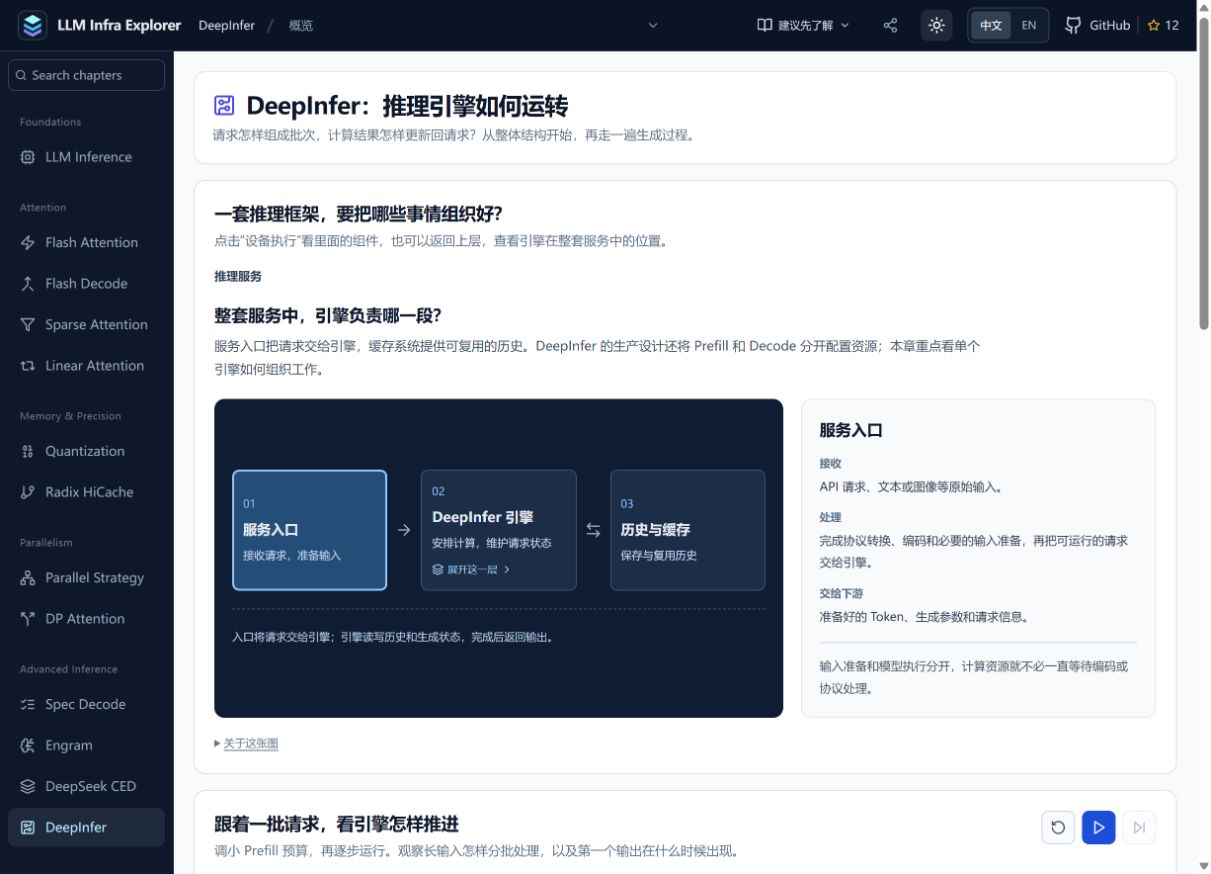 LLM Infra Explorer
DeepInfer / 概览
建议先了解
中文
EN
GitHub
12
Search chapters
Foundations
LLM Inference
Attention
Flash Attention
Flash Decode
Sparse Attention
Linear Attention
Memory & Precision
Quantization
Radix HiCache
Parallelism
Parallel Strategy
DP Attention
Advanced Inference
Spec Decode
Engram
DeepSeek CED
DeepInfer
DeepInfer：推理引擎如何运转
请求怎样组成批次，计算结果怎样更新回请求？从整体结构开始，再走一遍生成过程。
一套推理框架，要把哪些事情组织好？
点击“设备执行”看里面的组件，也可以返回上层，查看引擎在整套服务中的位置。
推理服务
整套服务中，引擎负责哪一段？
服务入口把请求交给引擎，缓存系统提供可复用的历史。DeepInfer 的生产设计还将 Prefill 和 Decode 分开配置资源；本章重点看单个
引擎如何组织工作。
01
服务入口
接收请求，准备输入
02
DeepInfer 引擎
安排计算，维护请求状态
展开这一层
03
历史与缓存
保存与复用历史
入口将请求交给引擎；引擎读写历史和生成状态，完成后返回输出。
服务入口
接收
API 请求、文本或图像等原始输入。
处理
完成协议转换、编码和必要的输入准备，再把可运行的请求
交给引擎。
交给下游
准备好的 Token、生成参数和请求信息。
输入准备和模型执行分开，计算资源就不必一直等待编码或
协议处理。
关于这张图
跟着一批请求，看引擎怎样推进
调小 Prefill 预算，再逐步运行。观察长输入怎样分批处理，以及第一个输出在什么时候出现。